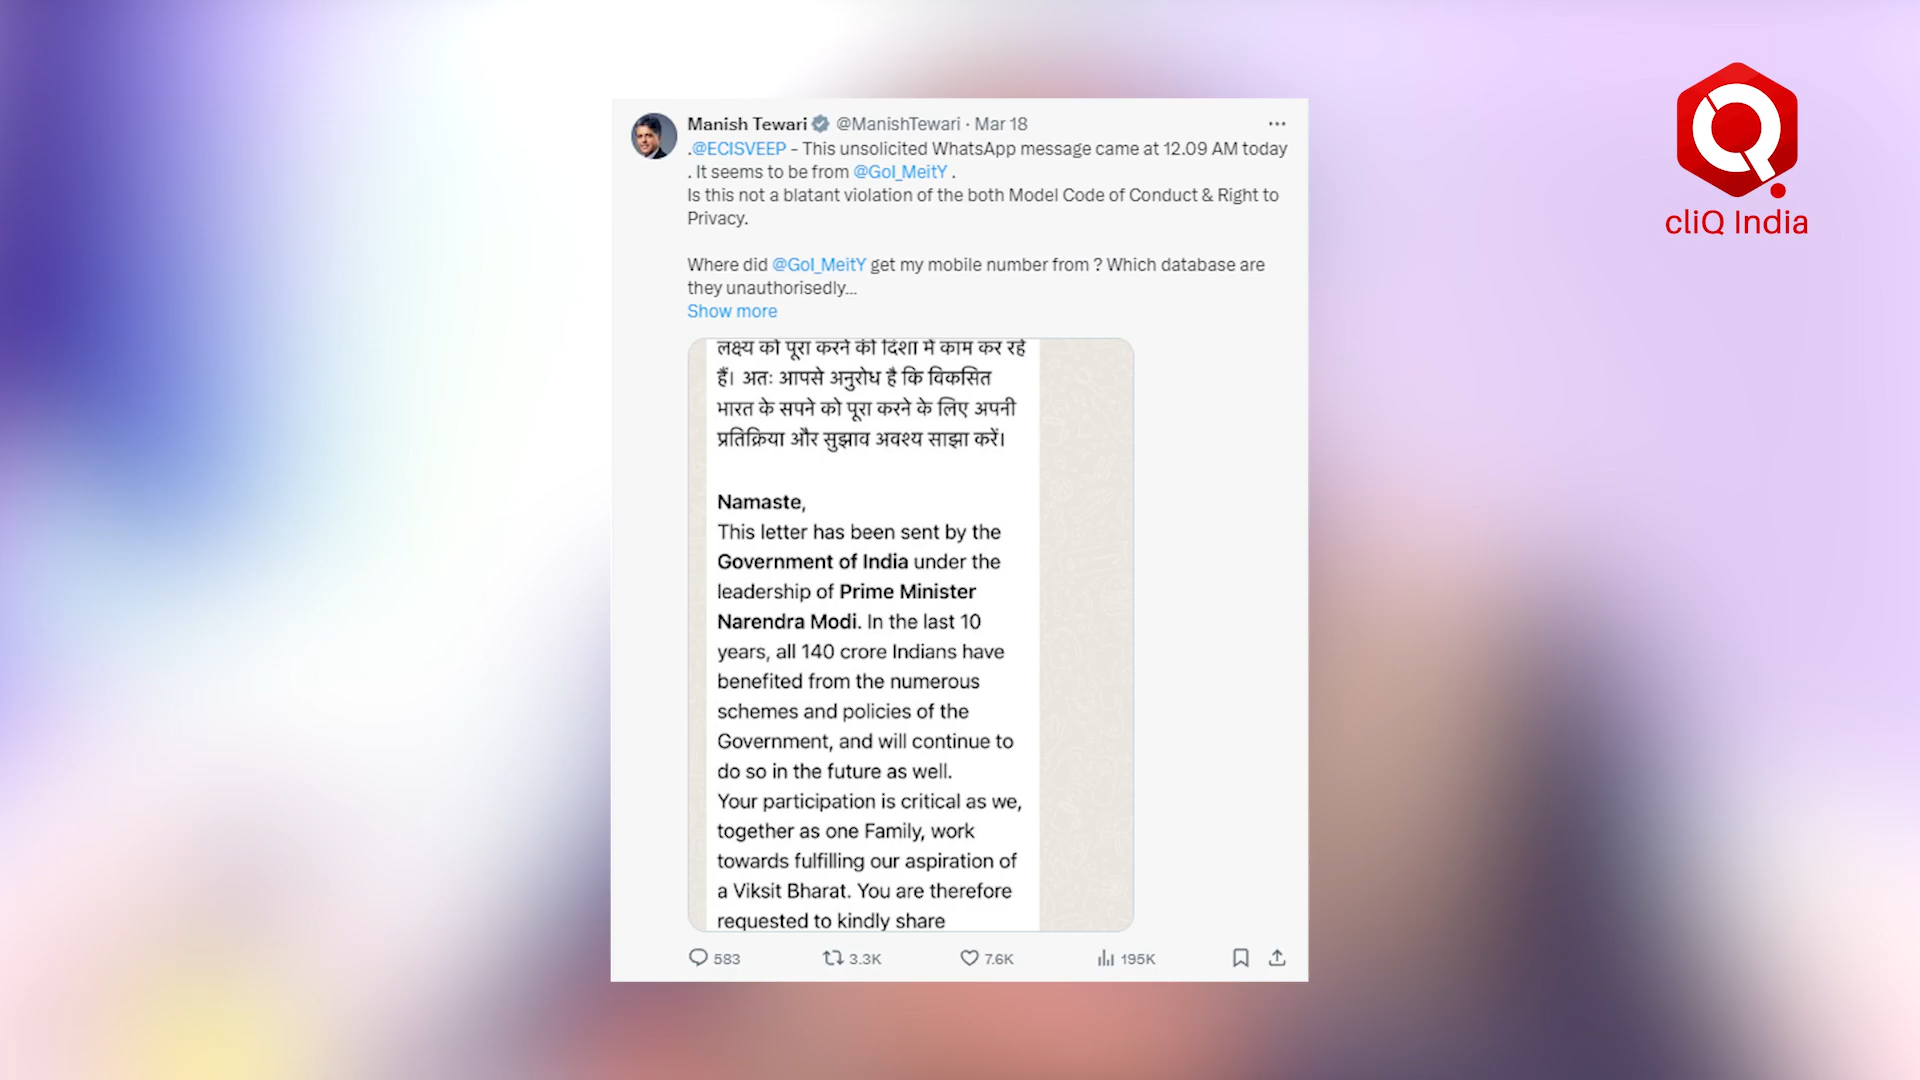 Manish Tewari @ManishTewari · Mar 18
.@ECISVEEP – This unsolicited WhatsApp message came at 12.09 AM today
. It seems to be from @GoI_MeitY .
Is this not a blatant violation of the both Model Code of Conduct & Right to
Privacy.
Where did @GoI_MeitY get my mobile number from ? Which database are
they unauthorisedly...
Show more
लक्ष्य को पूरा करने की दिशा में काम कर रहे
हैं। अतः आपसे अनुरोध है कि विकसित
भारत के सपने को पूरा करने के लिए अपनी
प्रतिक्रिया और सुझाव अवश्य साझा करें।
Namaste,
This letter has been sent by the
Government of India under the
leadership of Prime Minister
Narendra Modi. In the last 10
years, all 140 crore Indians have
benefited from the numerous
schemes and policies of the
Government, and will continue to
do so in the future as well.
Your participation is critical as we,
together as one Family, work
towards fulfilling our aspiration of
a Viksit Bharat. You are therefore
requested to kindly share
583 3.3K 7.6K 195K
cliQ India